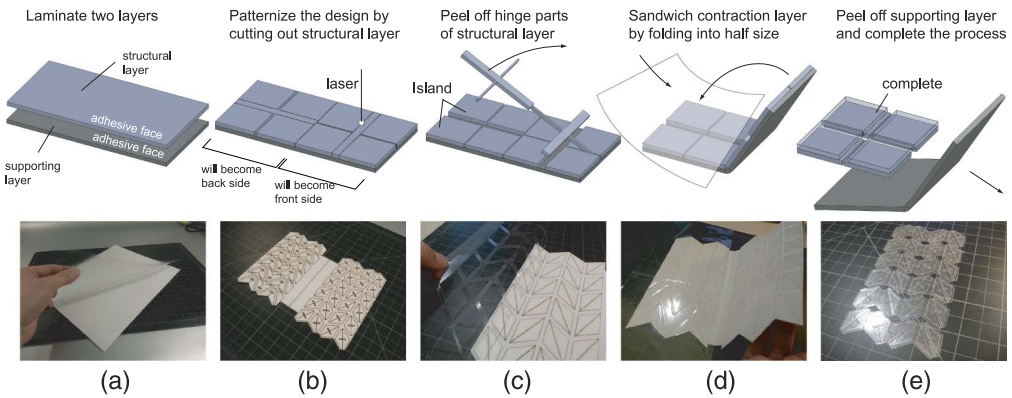 Laminate two layers
structural
layer
adhesive face
adhesive face
supporting
layer
Patternize the design by
cutting out structural layer
laser
will become
back side
will become
front side
Peel off hinge parts
of structural layer
Island
Sandwich contraction layer
by folding into half size
Peel off supporting layer
and complete the process
complete
(a)
(b)
(c)
(d)
(e)